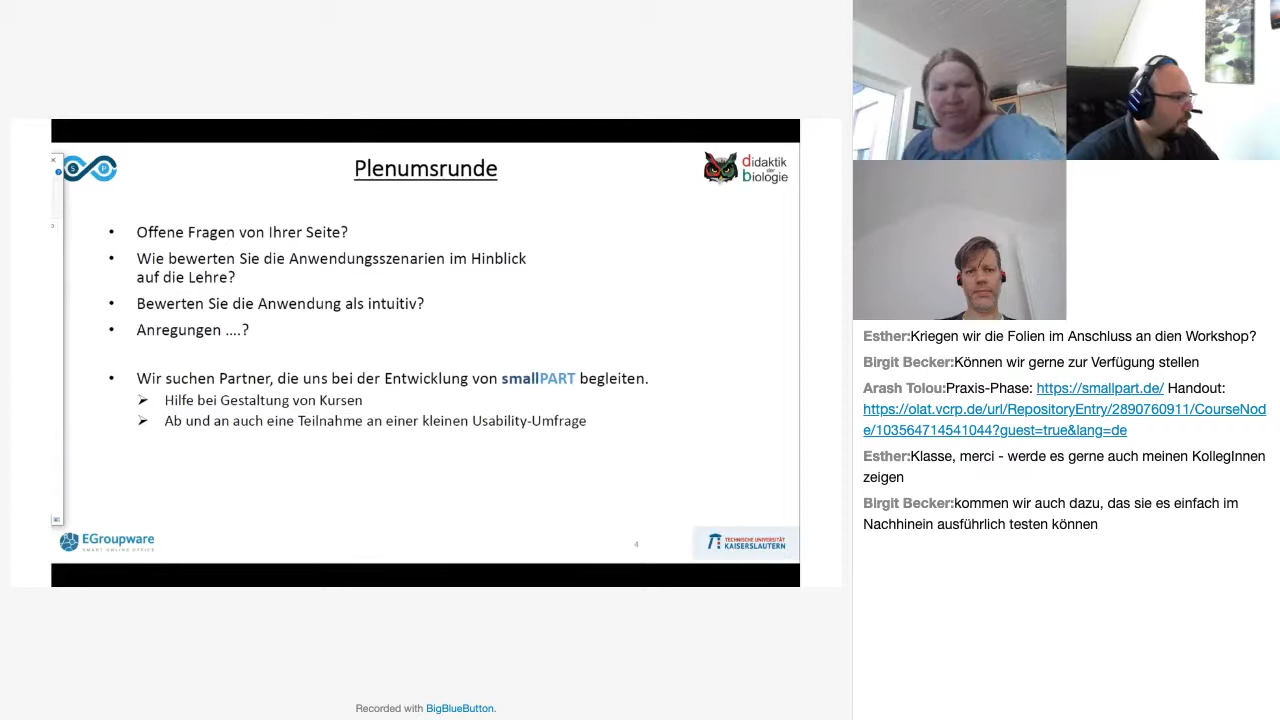 Plenumsrunde
didaktik
der
biologie
• Offene Fragen von Ihrer Seite?
• Wie bewerten Sie die Anwendungsszenarien im Hinblick
auf die Lehre?
• Bewerten Sie die Anwendung als intuitiv?
• Anregungen ....?
• Wir suchen Partner, die uns bei der Entwicklung von smallPART begleiten.
➢ Hilfe bei Gestaltung von Kursen
➢ Ab und an auch eine Teilnahme an einer kleinen Usability-Umfrage
EGroupware
SMART ONLINE OFFICE
4
TECHNISCHE UNIVERSITÄT
KAISERSLAUTERN
Recorded with BigBlueButton.
Esther:Kriegen wir die Folien im Anschluss an dien Workshop?
Birgit Becker:Können wir gerne zur Verfügung stellen
Arash Tolou:Praxis-Phase: https://smallpart.de/ Handout:
https://olat.vcrp.de/url/RepositoryEntry/2890760911/CourseNod
e/103564714541044?guest=true&lang=de
Esther:Klasse, merci - werde es gerne auch meinen KollegInnen
zeigen
Birgit Becker:kommen wir auch dazu, das sie es einfach im
Nachhinein ausführlich testen können